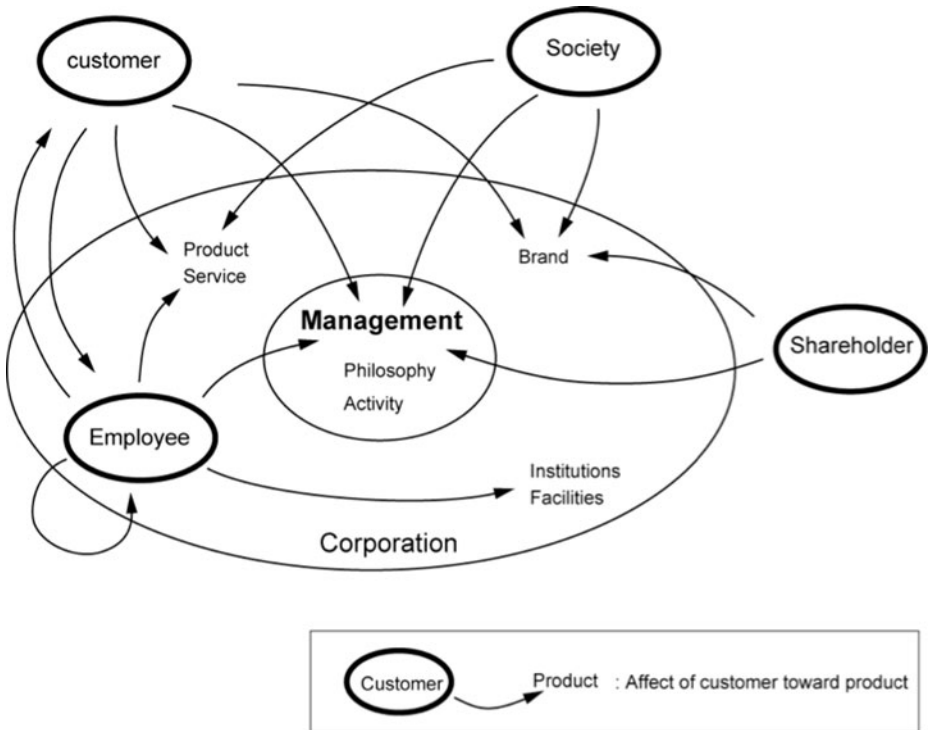 customer
Society
Product
Service
Brand
Management
Philosophy
Activity
Shareholder
Employee
Institutions
Facilities
Corporation
Customer
Product : Affect of customer toward product